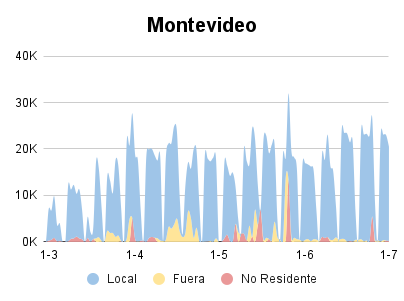 Montevideo
40K
30K
20K
10K
0K
1-3 1-4 1-5 1-6 1-7
Local Fuera No Residente